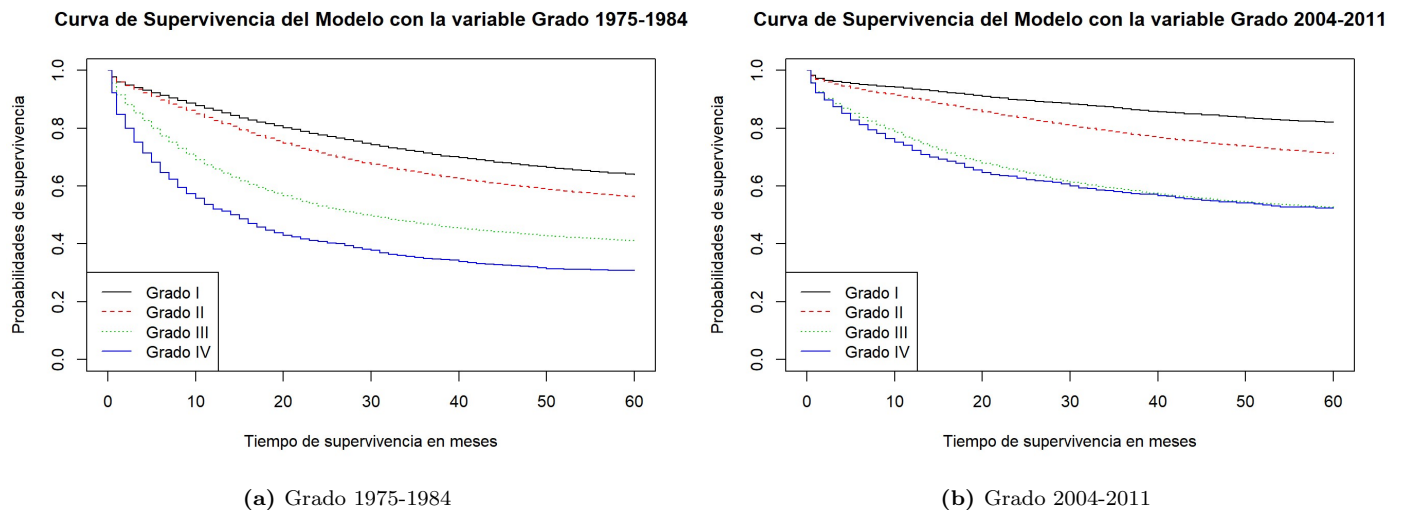 Curva de Supervivencia del Modelo con la variable Grado 1975-1984
Probabilidades de supervivencia
1.0
0.8
0.6
0.4
0.2
0.0
Grado I
Grado II
Grado III
Grado IV
0 10 20 30 40 50 60
Tiempo de supervivencia en meses
(a) Grado 1975-1984
Curva de Supervivencia del Modelo con la variable Grado 2004-2011
Probabilidades de supervivencia
1.0
0.8
0.6
0.4
0.2
0.0
Grado I
Grado II
Grado III
Grado IV
0 10 20 30 40 50 60
Tiempo de supervivencia en meses
(b) Grado 2004-2011